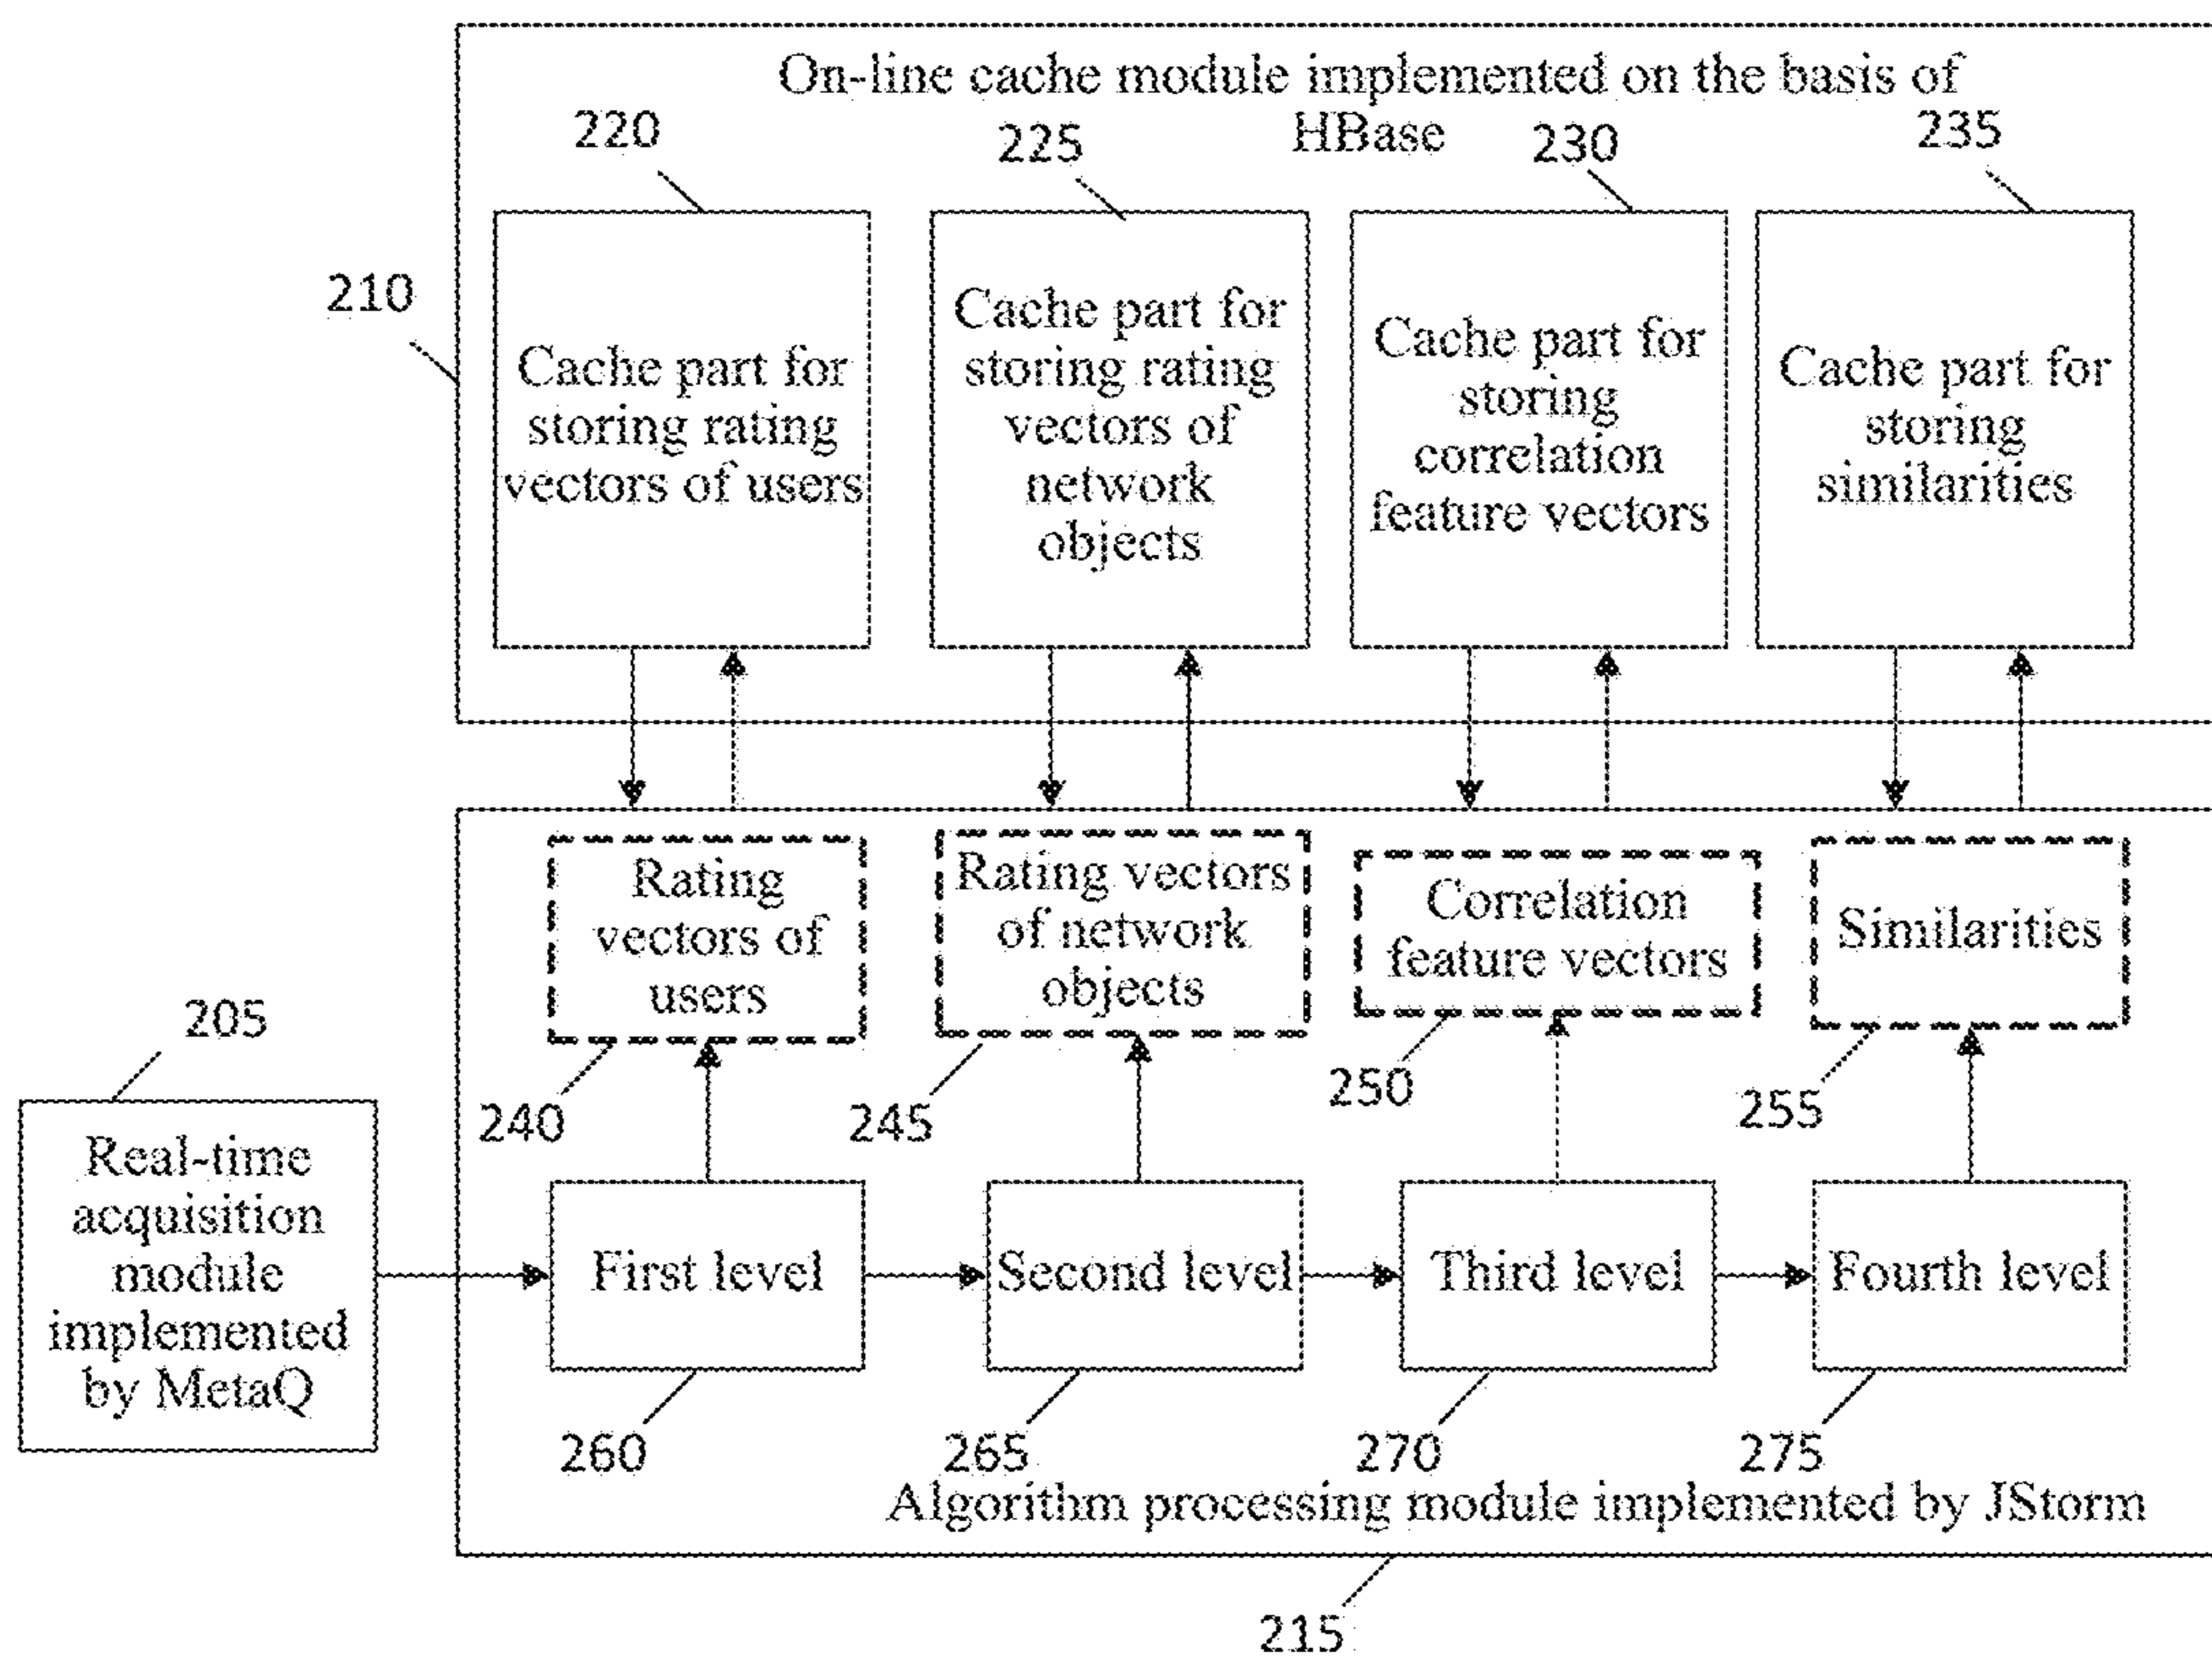 On-line cache module implemented on the basis of
HBase
220
225
230
235
210
Cache part for
storing rating
vectors of users
Cache part for
storing rating
vectors of
network
objects
Cache part for
storing
correlation
feature vectors
Cache part for
storing
similarities
Rating
vectors of
users
Rating vectors
of network
objects
Correlation
feature vectors
Similarities
205
240
245
250
255
Real-time
acquisition
module
implemented
by MetaQ
First level
Second level
Third level
Fourth level
260
265
270
275
Algorithm processing module implemented by JStorm
215